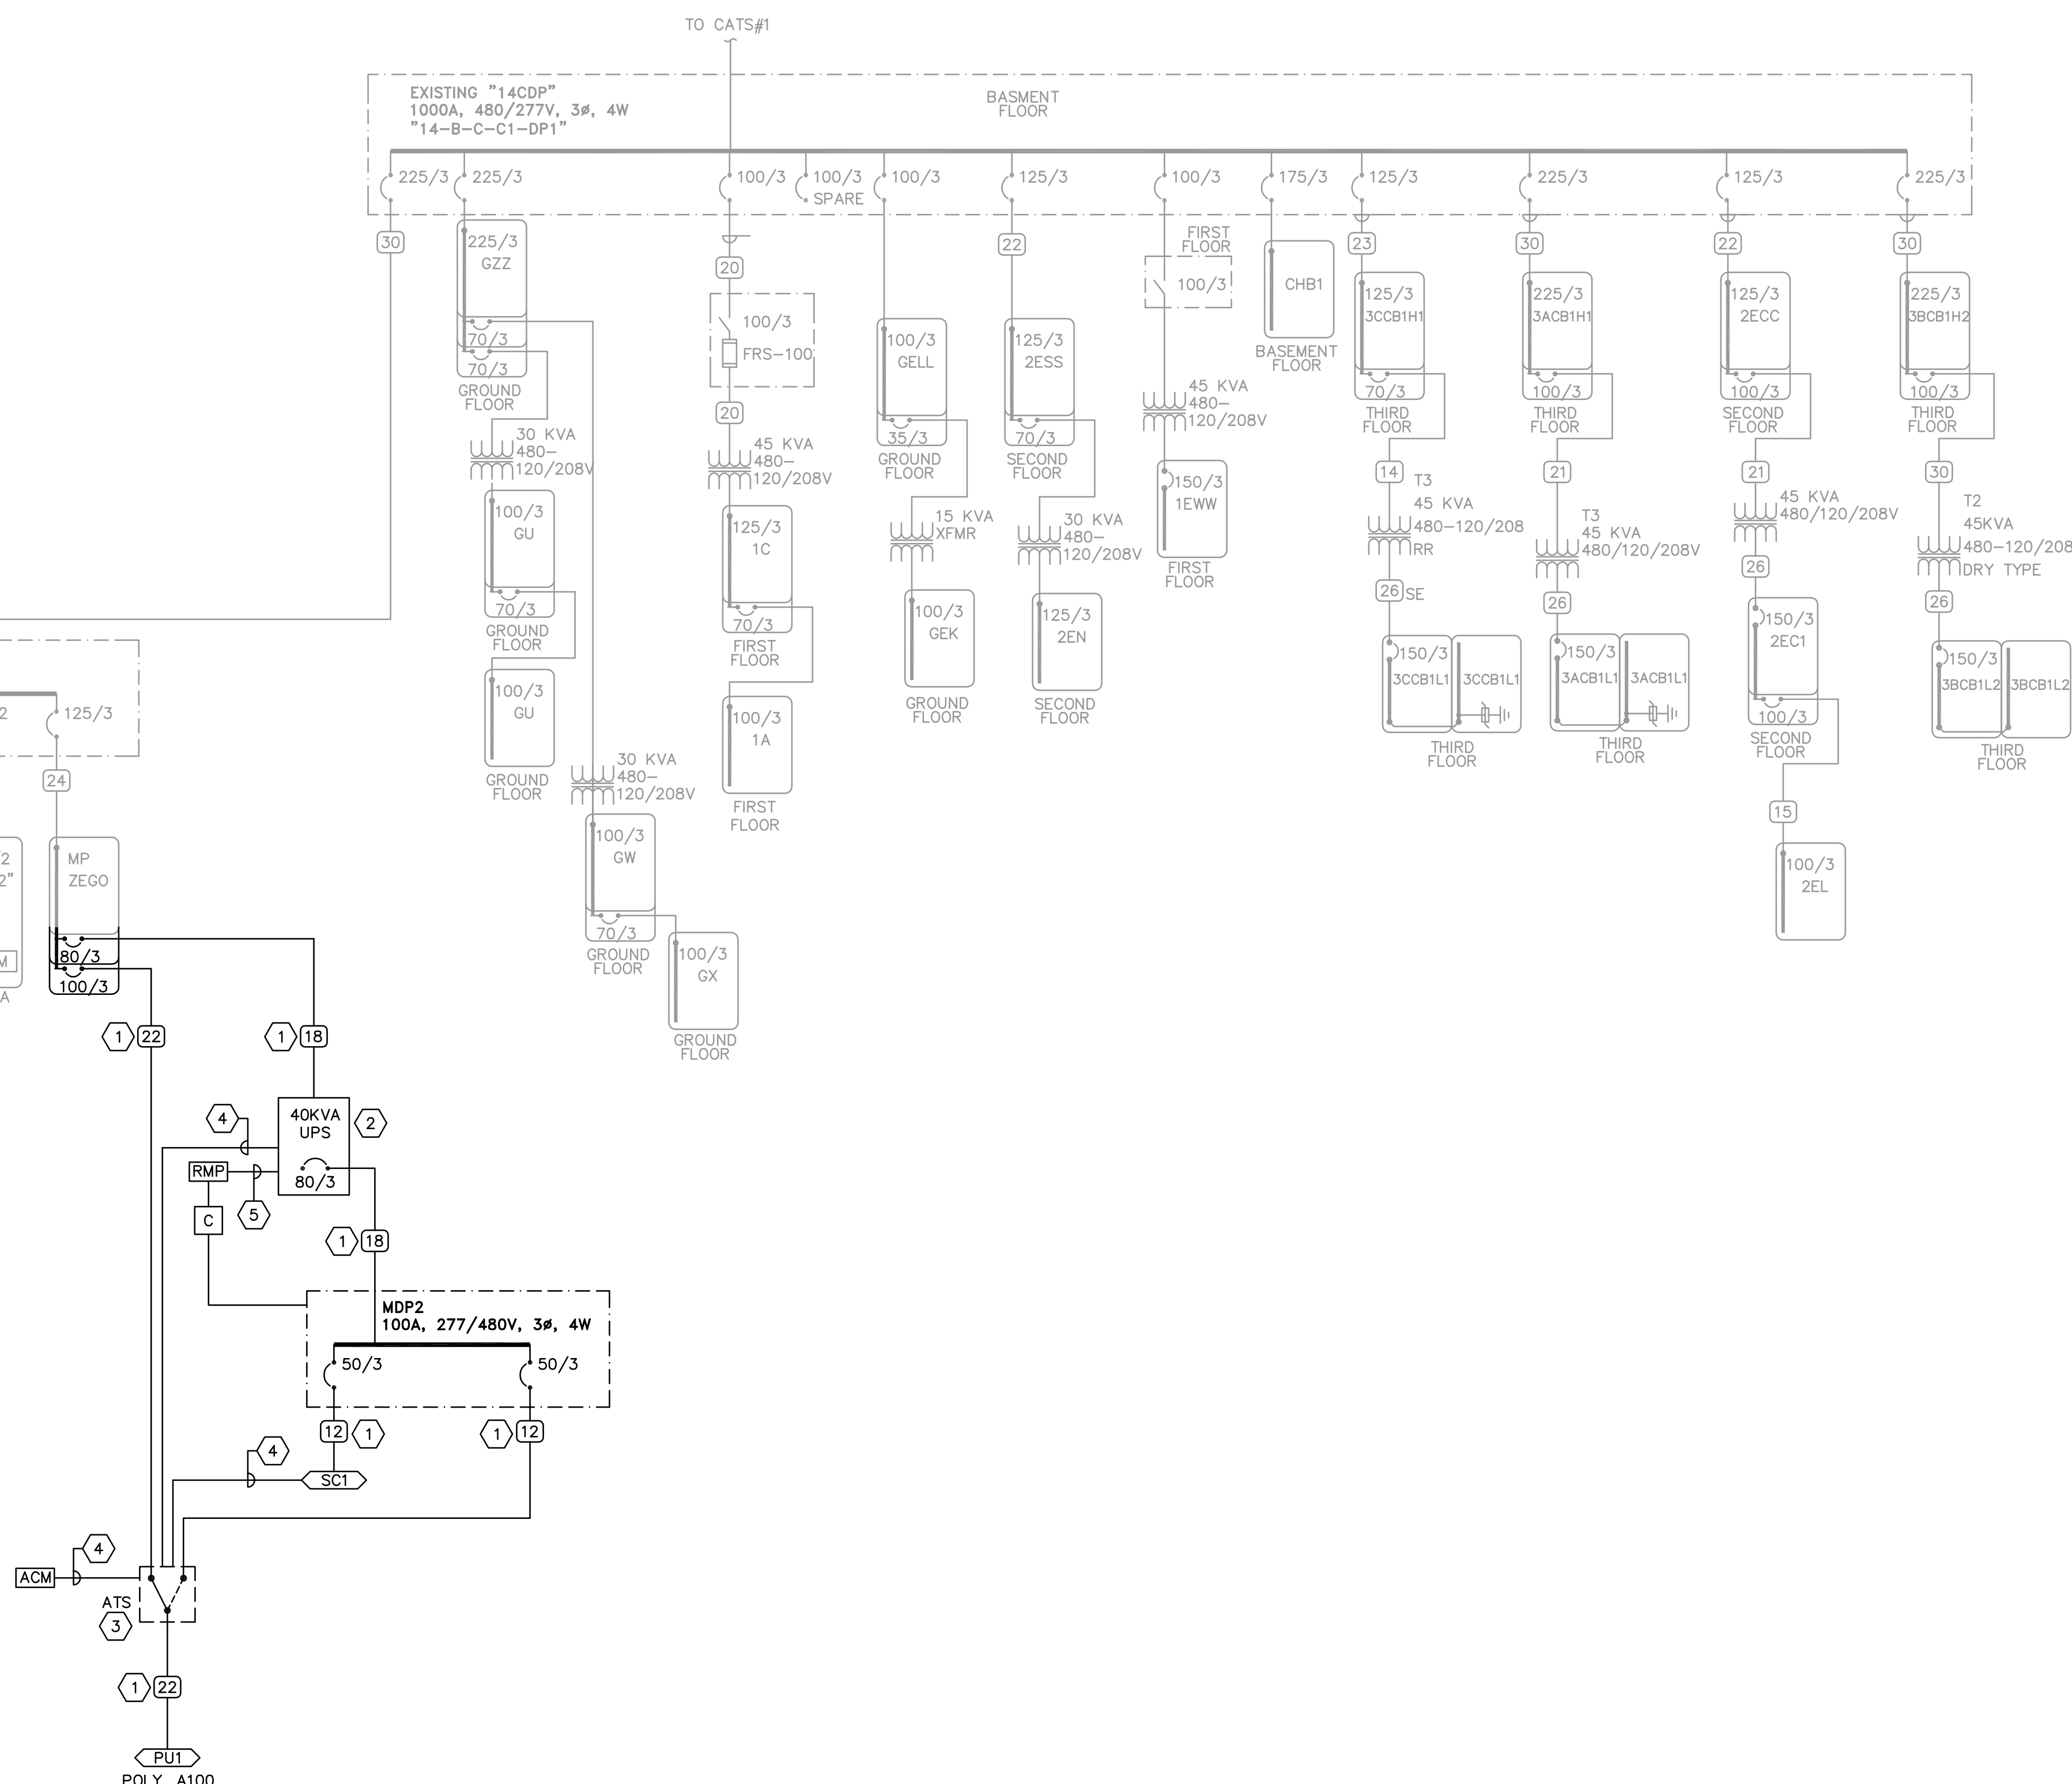 TO CATS#1
EXISTING "14CDP"
1000A, 480/277V, 3ø, 4W
"14-B-C-C1-DP1"
BASMENT
FLOOR
225/3
225/3
100/3
100/3
SPARE
100/3
125/3
100/3
175/3
125/3
225/3
125/3
225/3
30
225/3
GZZ
70/3
70/3
GROUND
FLOOR
30 KVA
480-
120/208V
100/3
GU
70/3
GROUND
FLOOR
100/3
GU
GROUND
FLOOR
30 KVA
480-
120/208V
100/3
GW
70/3
GROUND
FLOOR
100/3
GX
GROUND
FLOOR
20
100/3
FRS-100
20
45 KVA
480-
120/208V
125/3
1C
70/3
FIRST
FLOOR
100/3
1A
FIRST
FLOOR
100/3
GELL
35/3
GROUND
FLOOR
15 KVA
XFMR
100/3
GEK
GROUND
FLOOR
22
125/3
2ESS
70/3
SECOND
FLOOR
30 KVA
480-
120/208V
125/3
2EN
SECOND
FLOOR
FIRST
FLOOR
100/3
45 KVA
480-
120/208V
150/3
1EWW
FIRST
FLOOR
CHB1
BASEMENT
FLOOR
23
125/3
3CCB1H1
70/3
THIRD
FLOOR
14
T3
45 KVA
480-120/208
RR
26 SE
150/3
3CCB1L1
3CCB1L1
THIRD
FLOOR
30
225/3
3ACB1H1
100/3
THIRD
FLOOR
21
T3
45 KVA
480/120/208V
26
150/3
3ACB1L1
3ACB1L1
THIRD
FLOOR
22
125/3
2ECC
100/3
SECOND
FLOOR
21
45 KVA
480/120/208V
26
150/3
2EC1
100/3
SECOND
FLOOR
15
100/3
2EL
30
225/3
3BCB1H2
100/3
THIRD
FLOOR
30
T2
45KVA
480-120/208
DRY TYPE
26
150/3
3BCB1L2
3BCB1L2
THIRD
FLOOR
2
125/3
24
/2
2"
M
A
MP
ZEGO
80/3
100/3
1 22
1 18
4
40KVA
UPS
2
RMP
80/3
C
5
1 18
MDP2
100A, 277/480V, 3ø, 4W
50/3
50/3
12 1
1 12
4
SC1
4
ACM
ATS
3
1 22
PU1
POLY A100